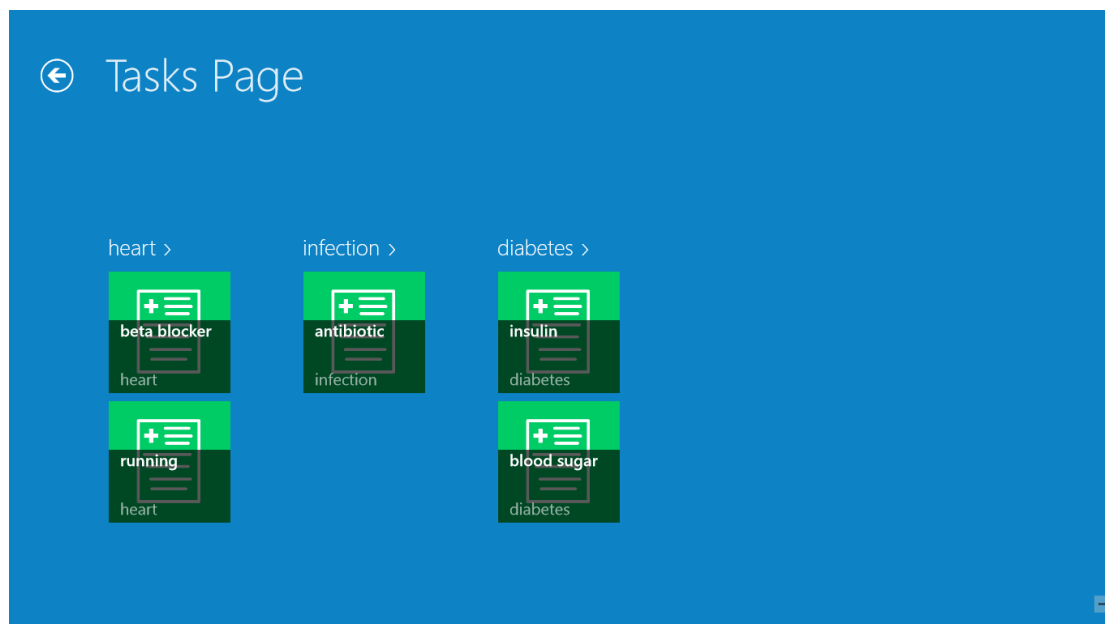 Tasks Page
heart >
beta blocker
heart
running
heart
infection >
antibiotic
infection
diabetes >
insulin
diabetes
blood sugar
diabetes